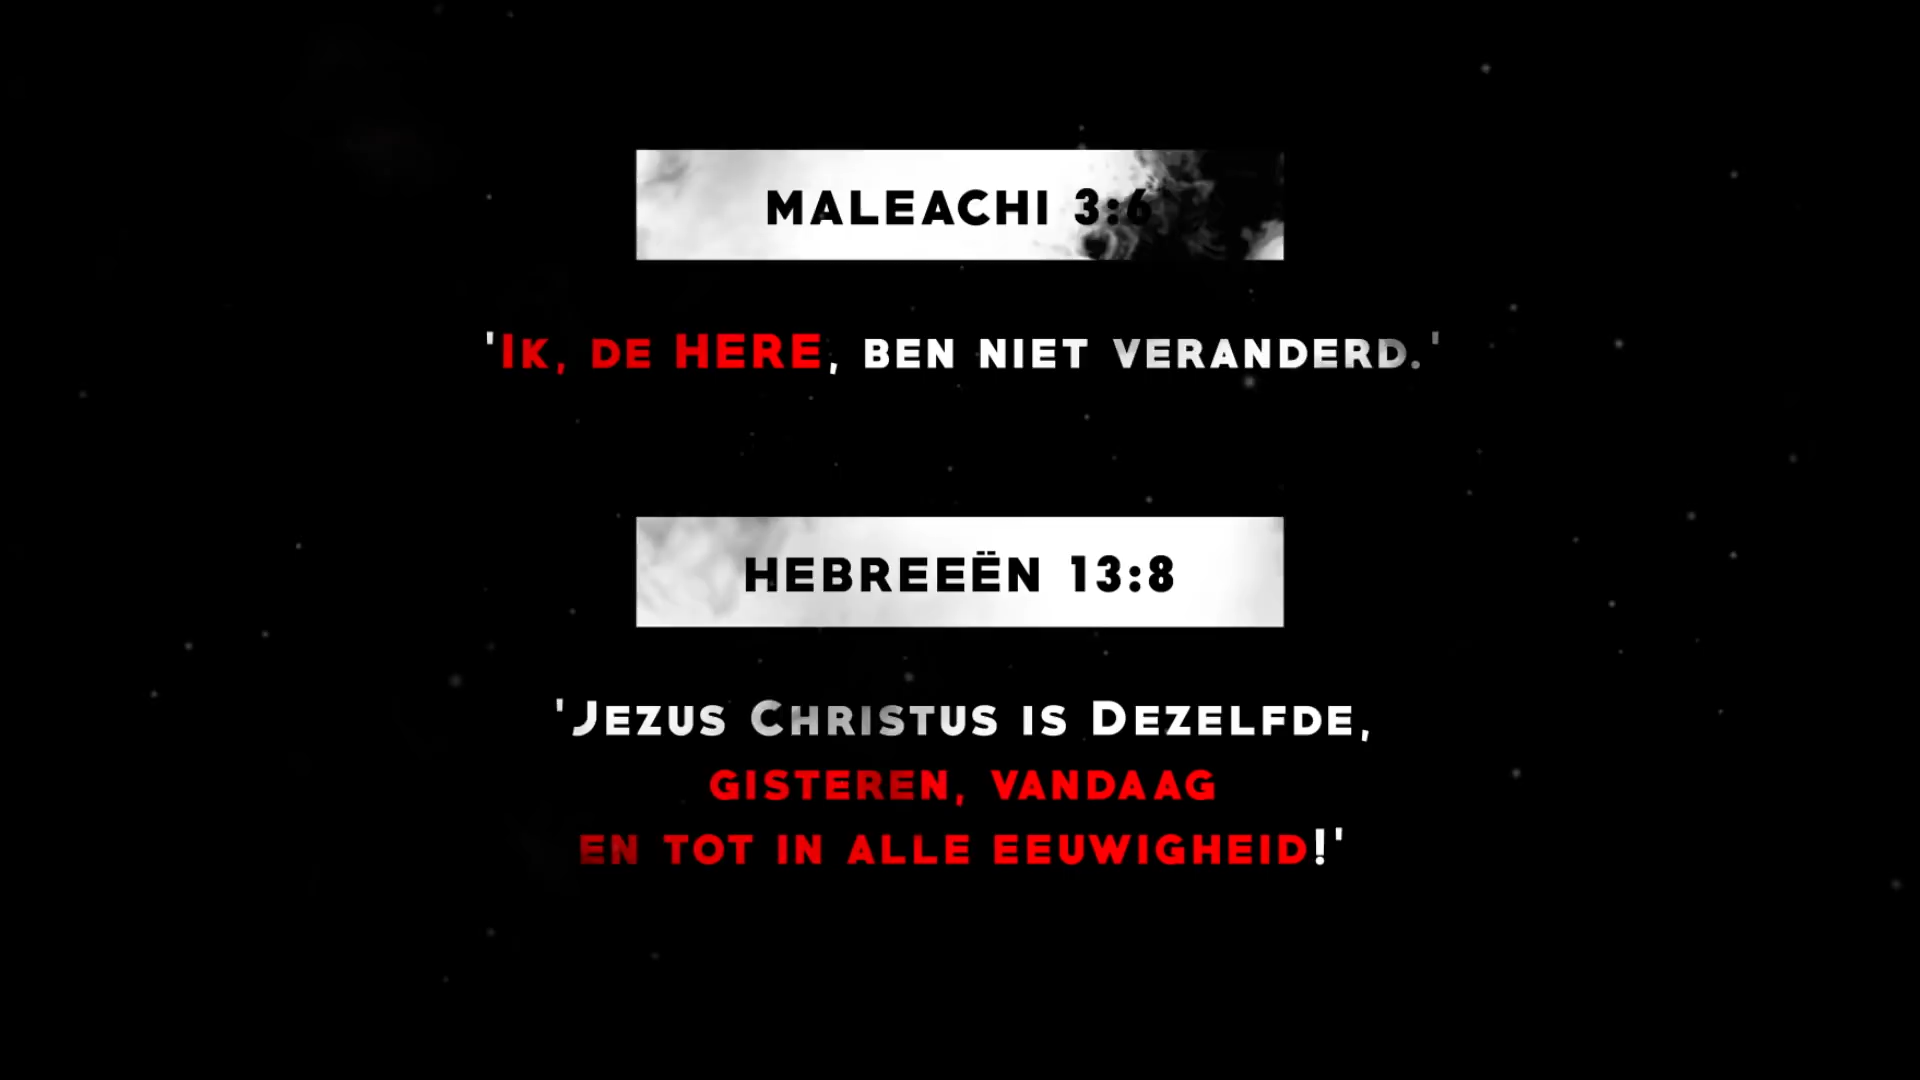 MALEACHI 3:6
'Ik, de HERE, ben niet veranderd.'
HEBREEËN 13:8
'Jezus Christus is Dezelfde,
gisteren, vandaag
en tot in alle eeuwigheid!'